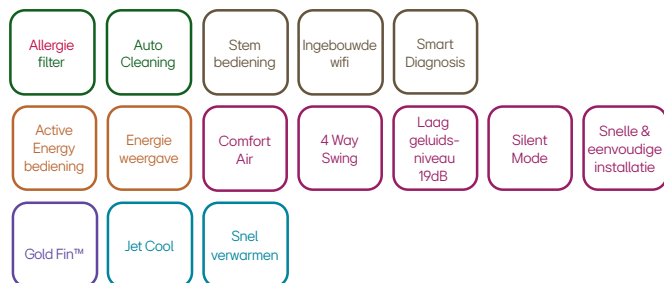 Allergie
filter
Auto
Cleaning
Stem
bediening
Ingebouwde
wifi
Smart
Diagnosis
Active
Energy
bediening
Energie
weergave
Comfort
Air
4 Way
Swing
Laag
geluids-
niveau
19dB
Silent
Mode
Snelle &
eenvoudige
installatie
Gold Fin™
Jet Cool
Snel
verwarmen